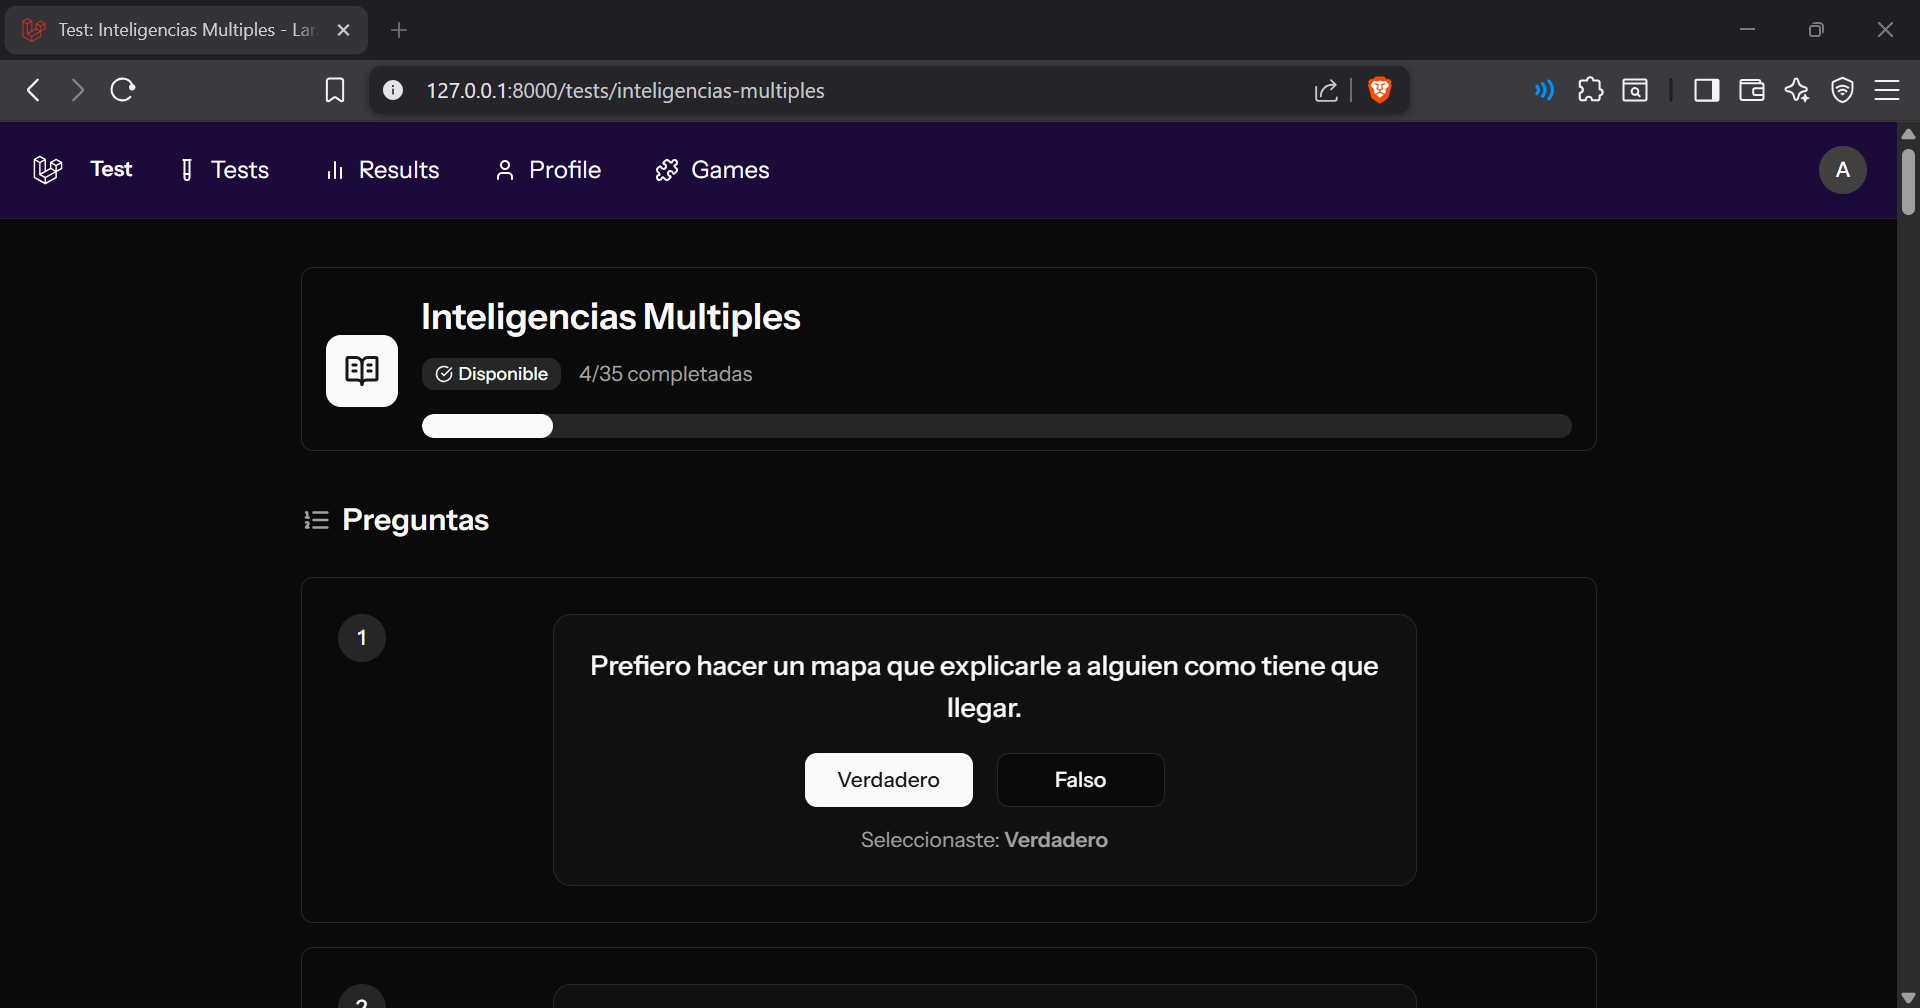 Test: Inteligencias Multiples - Lar
127.0.0.1:8000/tests/inteligencias-multiples
Test
Tests
Results
Profile
Games
A
Inteligencias Multiples
Disponible
4/35 completadas
Preguntas
1
Prefiero hacer un mapa que explicarle a alguien como tiene que
llegar.
Verdadero
Falso
Seleccionaste: Verdadero
2